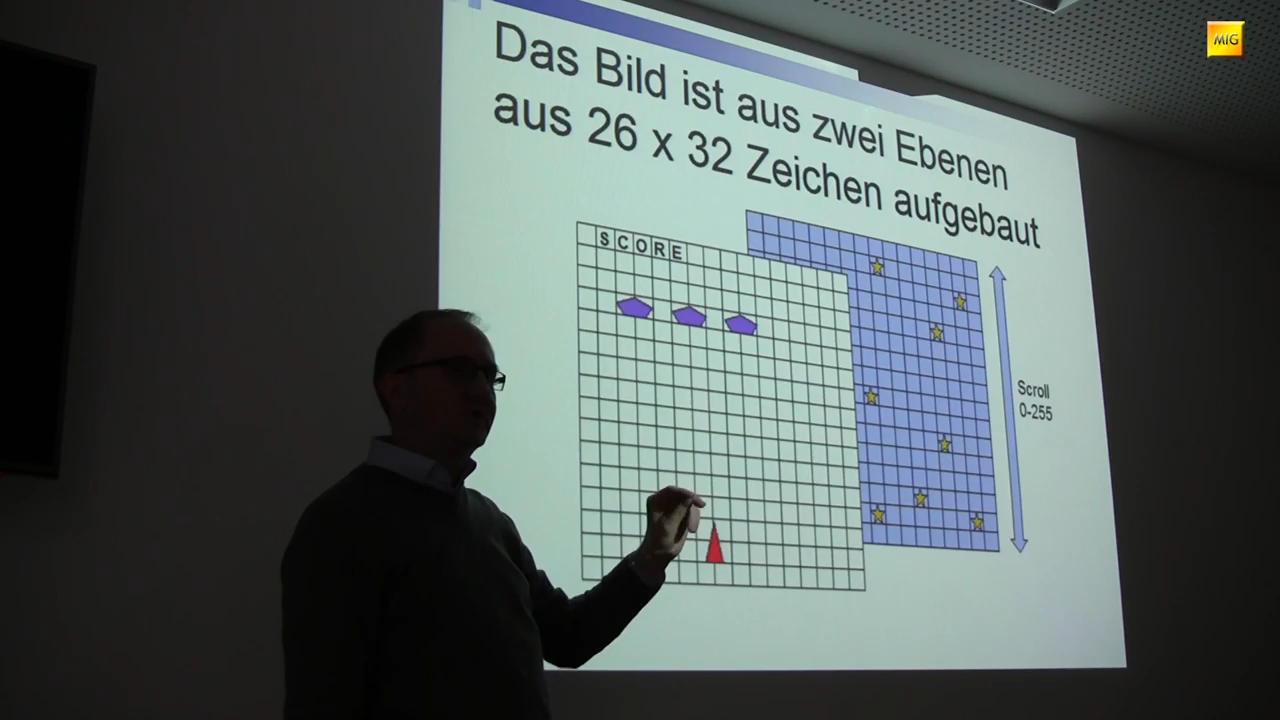 MIG
Das Bild ist aus zwei Ebenen
aus 26 x 32 Zeichen aufgebaut
SCORE
Scroll
0-255